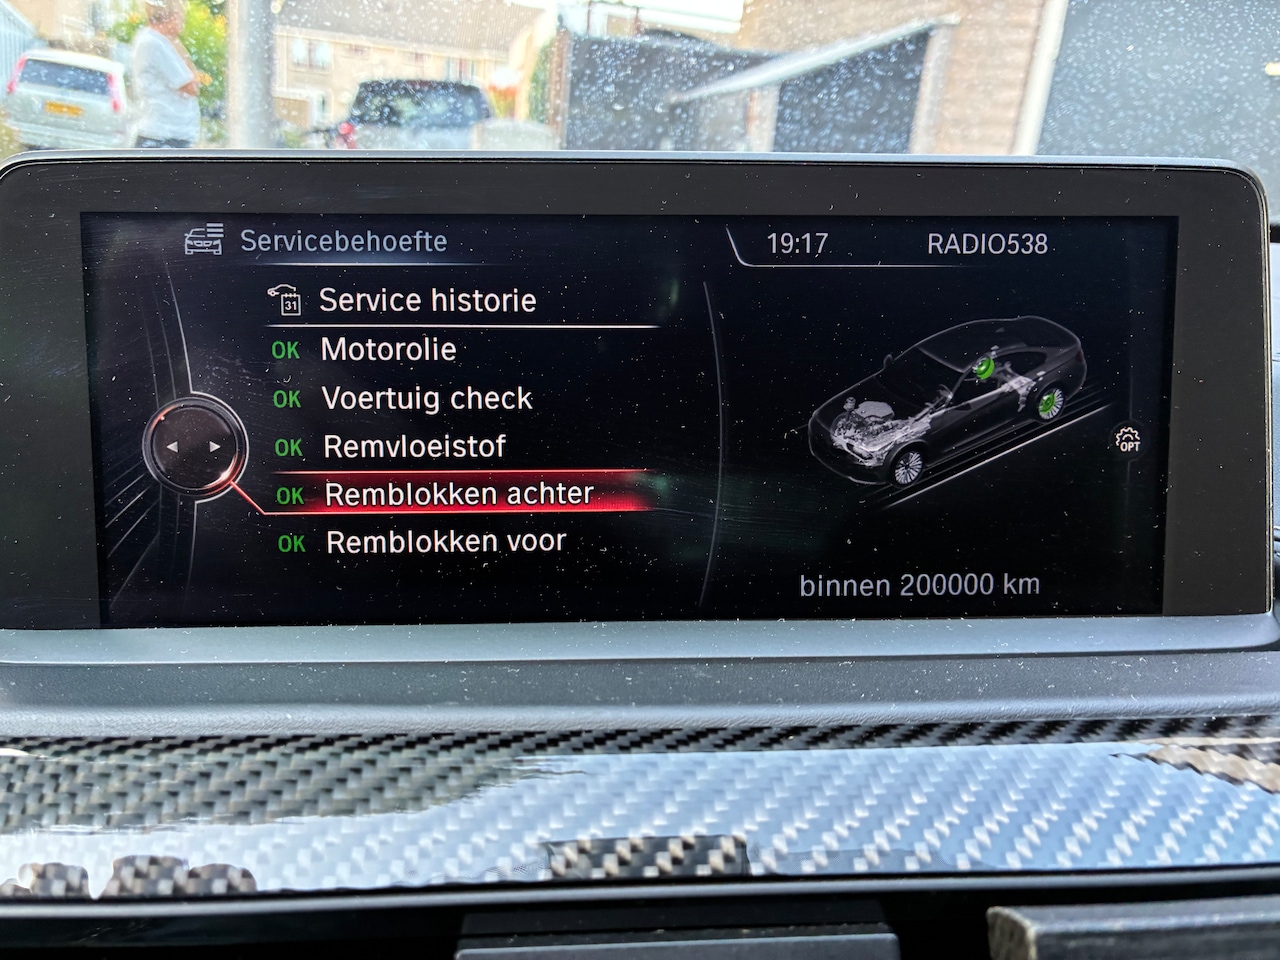 Servicebehoefte
19:17
RADIO538
31
Service historie
OK Motorolie
OK Voertuig check
OK Remvloeistof
OK Remblokken achter
OK Remblokken voor
OPT
binnen 200000 km